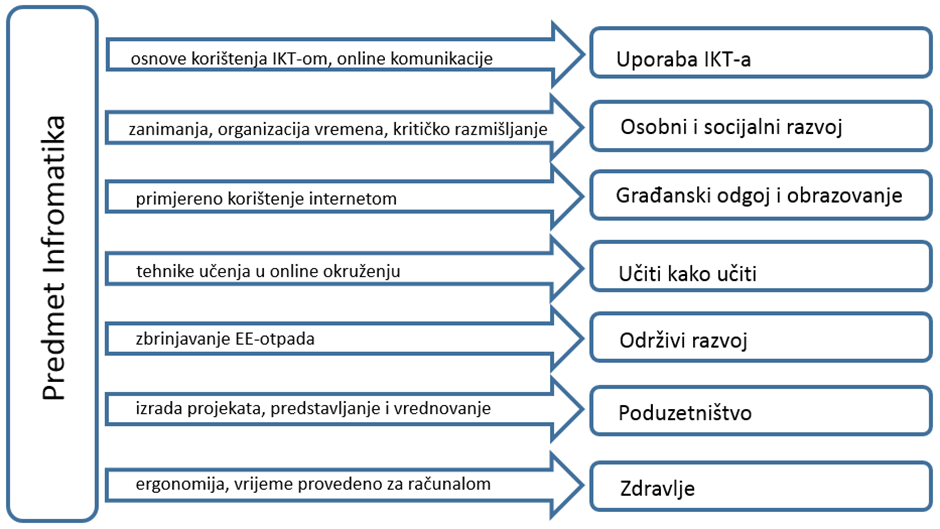 Predmet Infromatika
osnove korištenja IKT-om, online komunikacije
Uporaba IKT-a
zanimanja, organizacija vremena, kritičko razmišljanje
Osobni i socijalni razvoj
primjereno korištenje internetom
Građanski odgoj i obrazovanje
tehnike učenja u online okruženju
Učiti kako učiti
zbrinjavanje EE-otpada
Održivi razvoj
izrada projekata, predstavljanje i vrednovanje
Poduzetništvo
ergonomija, vrijeme provedeno za računalom
Zdravlje